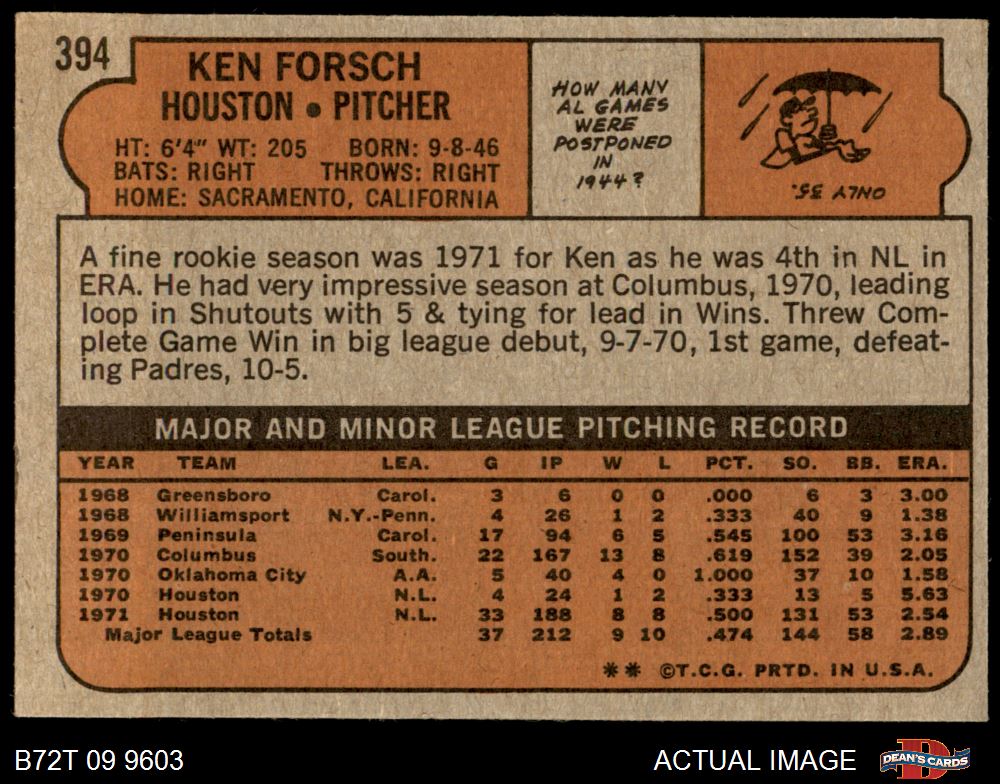 394
KEN FORSCH
HOUSTON • PITCHER
HT: 6'4" WT: 205 BORN: 9-8-46
BATS: RIGHT THROWS: RIGHT
HOME: SACRAMENTO, CALIFORNIA
HOW MANY
AL GAMES
WERE
POSTPONED
IN
1944?
ONLY 35.
A fine rookie season was 1971 for Ken as he was 4th in NL in
ERA. He had very impressive season at Columbus, 1970, leading
loop in Shutouts with 5 & tying for lead in Wins. Threw Com-
plete Game Win in big league debut, 9-7-70, 1st game, defeat-
ing Padres, 10-5.
MAJOR AND MINOR LEAGUE PITCHING RECORD
YEAR TEAM LEA. G IP W L PCT. SO. BB. ERA.
1968 Greensboro Carol. 3 6 0 0 .000 6 3 3.00
1968 Williamsport N.Y.-Penn. 4 26 1 2 .333 40 9 1.38
1969 Peninsula Carol. 17 94 6 5 .545 100 53 3.16
1970 Columbus South. 22 167 13 8 .619 152 39 2.05
1970 Oklahoma City A.A. 5 40 4 0 1.000 37 10 1.58
1970 Houston N.L. 4 24 1 2 .333 13 5 5.63
1971 Houston N.L. 33 188 8 8 .500 131 53 2.54
Major League Totals 37 212 9 10 .474 144 58 2.89
** ©T.C.G. PRTD. IN U.S.A.
B72T 09 9603 ACTUAL IMAGE D DEAN'S CARDS